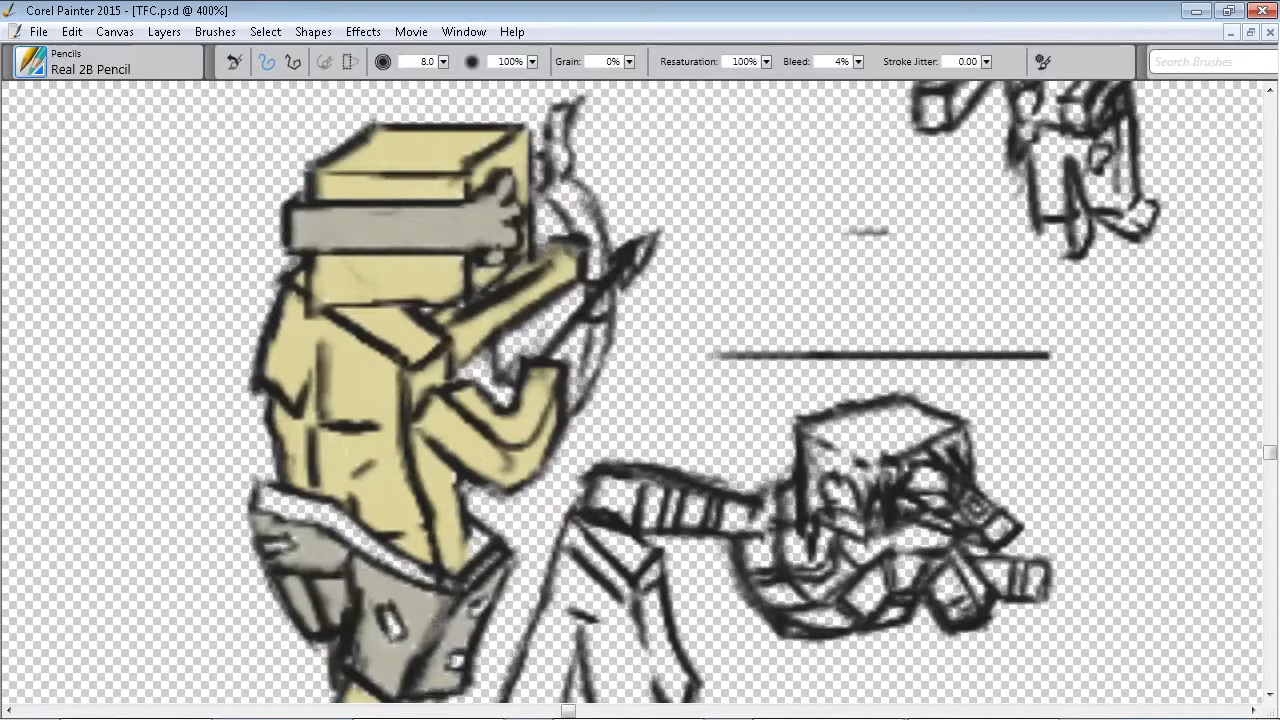 Corel Painter 2015 - [TFC.psd @ 400%]
File Edit Canvas Layers Brushes Select Shapes Effects Movie Window Help
Pencils
Real 2B Pencil
8.0 100% Grain: 0% Resaturation: 100% Bleed: 4% Stroke Jitter: 0.00 Search Brushes